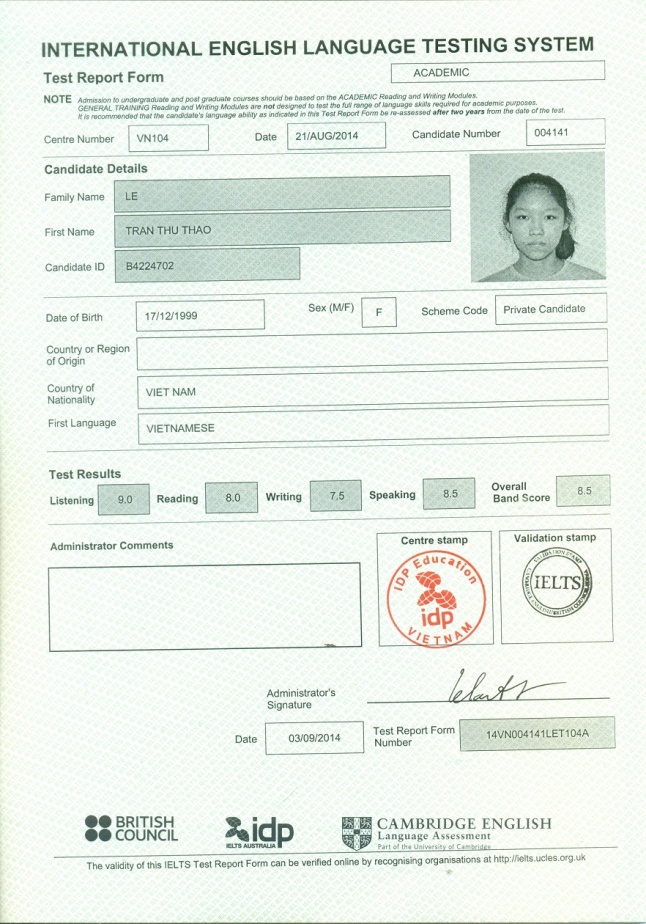 INTERNATIONAL ENGLISH LANGUAGE TESTING SYSTEM
Test Report Form
ACADEMIC
NOTE Admission to undergraduate and post graduate courses should be based on the ACADEMIC Reading and Writing Modules.
GENERAL TRAINING Reading and Writing Modules are not designed to test the full range of language skills required for academic purposes.
It is recommended that the candidate's language ability as indicated in this Test Report Form be re-assessed after two years from the date of the test.
Centre Number VN104 Date 21/AUG/2014 Candidate Number 004141
Candidate Details
Family Name LE
First Name TRAN THU THAO
Candidate ID B4224702
Date of Birth 17/12/1999 Sex (M/F) F Scheme Code Private Candidate
Country or Region
of Origin
Country of
Nationality
VIET NAM
First Language VIETNAMESE
Test Results
Listening 9.0 Reading 8.0 Writing 7.5 Speaking 8.5 Overall
Band Score 8.5
Administrator Comments
Centre stamp
IDP Education
idp
VIETNAM
Validation stamp
VALIDATION STAMP
IELTS
Administrator's
Signature
Date 03/09/2014
Test Report Form
Number
14VN004141LET104A
BRITISH
COUNCIL
idp
IELTS AUSTRALIA
CAMBRIDGE ENGLISH
Language Assessment
Part of the University of Cambridge
The validity of this IELTS Test Report Form can be verified online by recognising organisations at http://ielts.ucles.org.uk